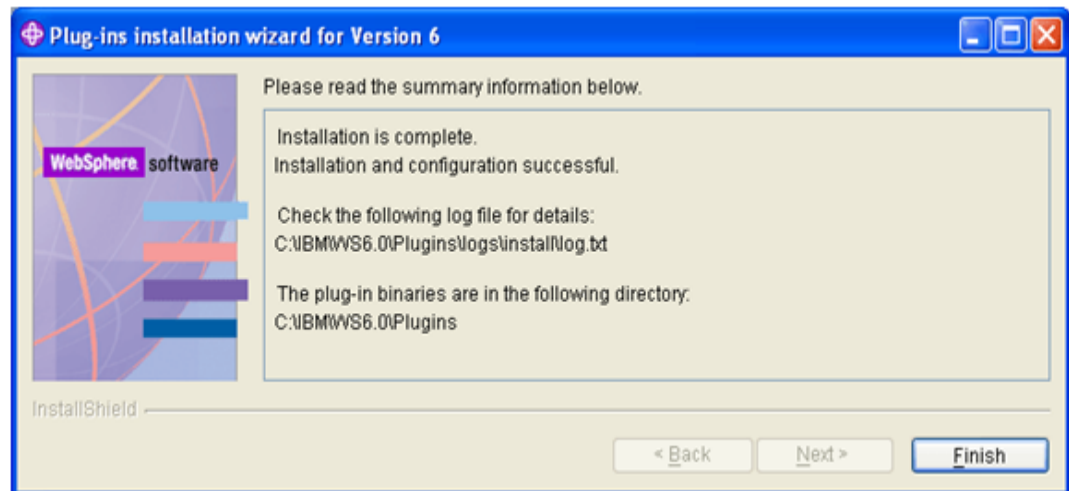 Plug-ins installation wizard for Version 6
Please read the summary information below.
WebSphere. software
Installation is complete.
Installation and configuration successful.
Check the following log file for details:
C:\IBM\WS6.0\Plugins\logs\install\log.txt
The plug-in binaries are in the following directory:
C:\IBM\WS6.0\Plugins
InstallShield
< Back
Next >
Finish